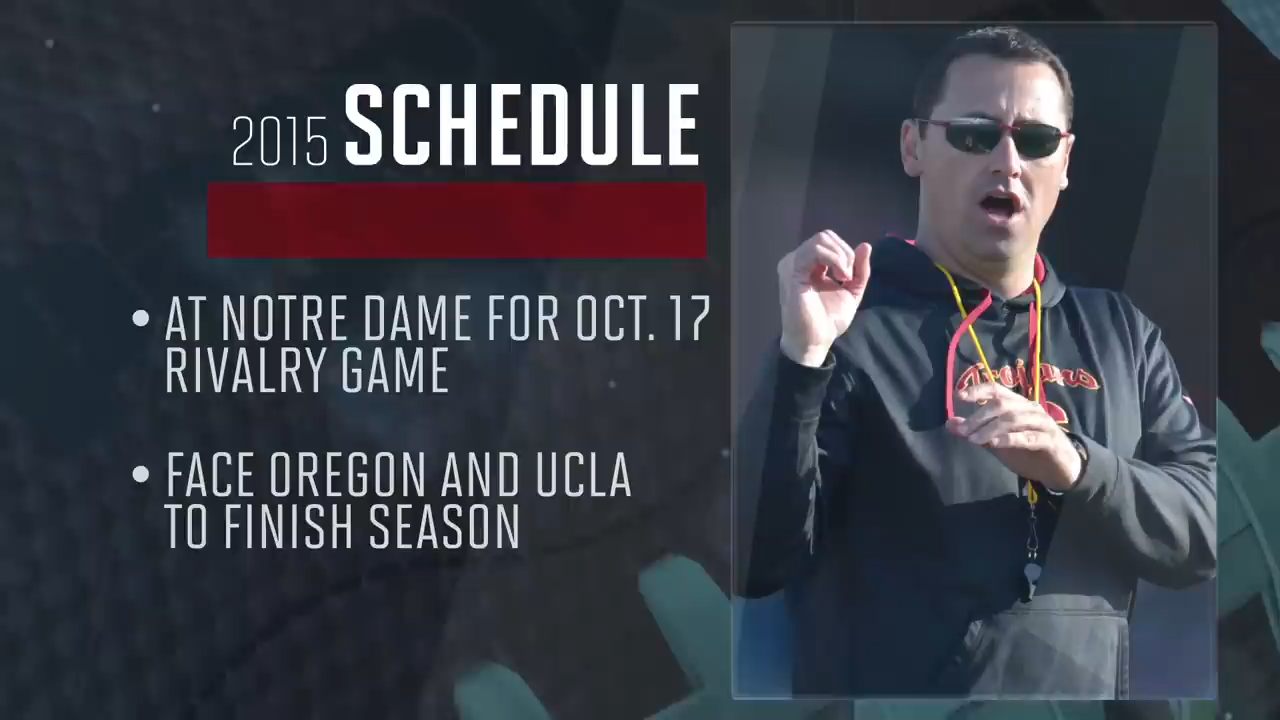 2015 SCHEDULE
• AT NOTRE DAME FOR OCT. 17
RIVALRY GAME
• FACE OREGON AND UCLA
TO FINISH SEASON
Trojans